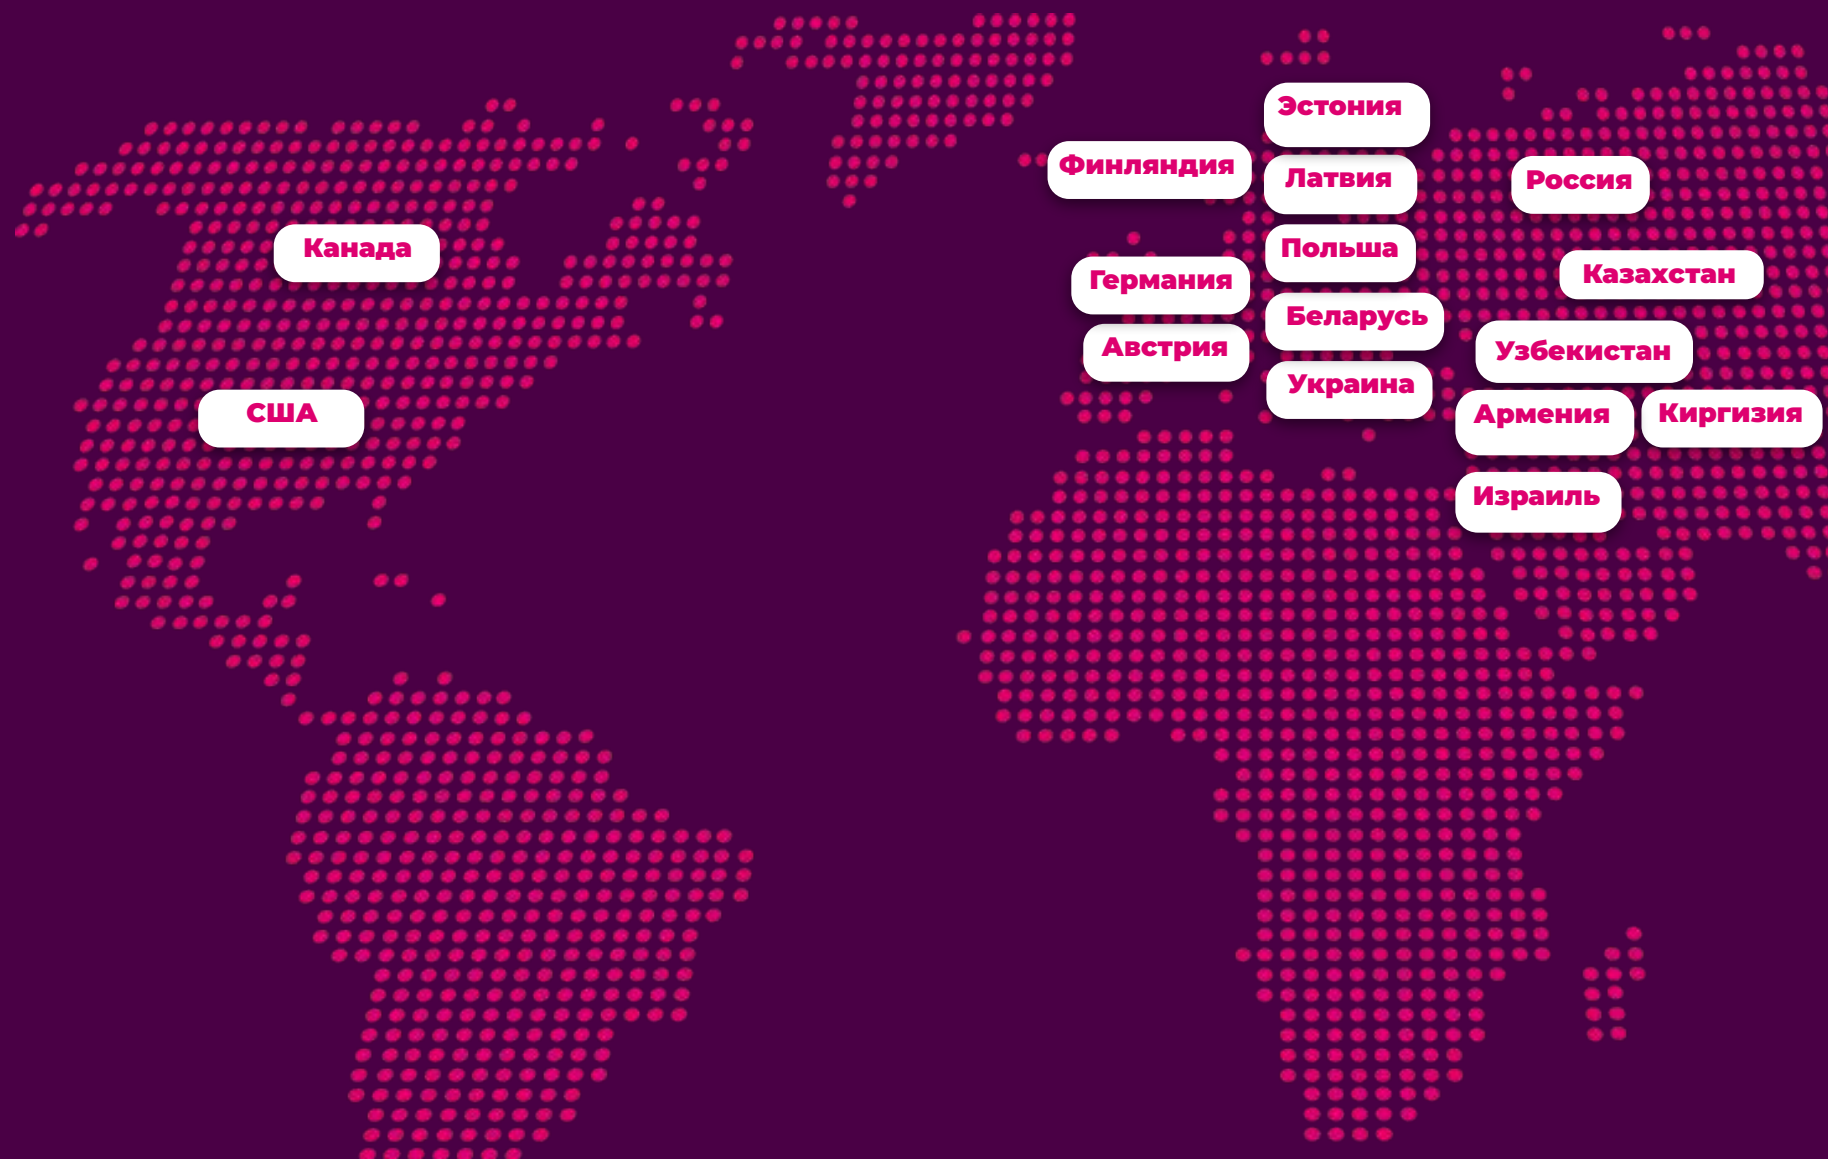 Эстония
Финляндия
Латвия
Россия
Канада
Польша
Германия
Казахстан
Беларусь
Австрия
Узбекистан
Украина
США
Армения
Киргизия
Израиль